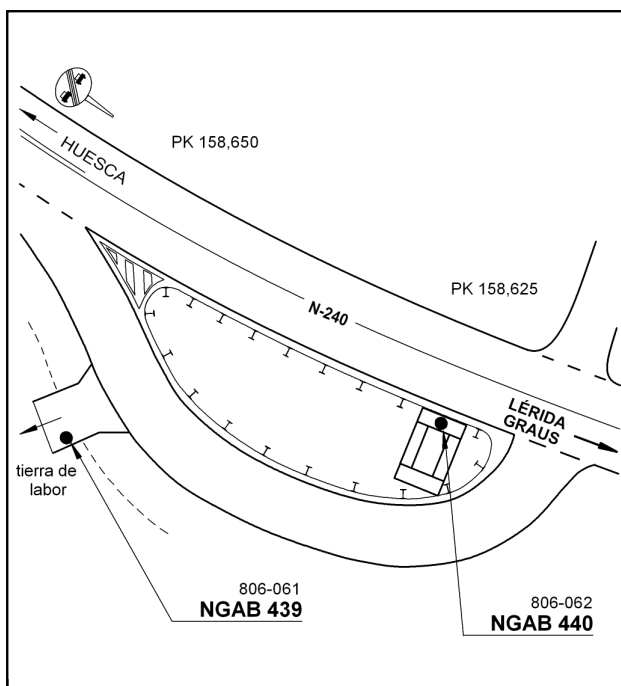 PK 158,650
HUESCA
PK 158,625
N-240
LÉRIDA
GRAUS
tierra de
labor
806-061
NGAB 439
806-062
NGAB 440